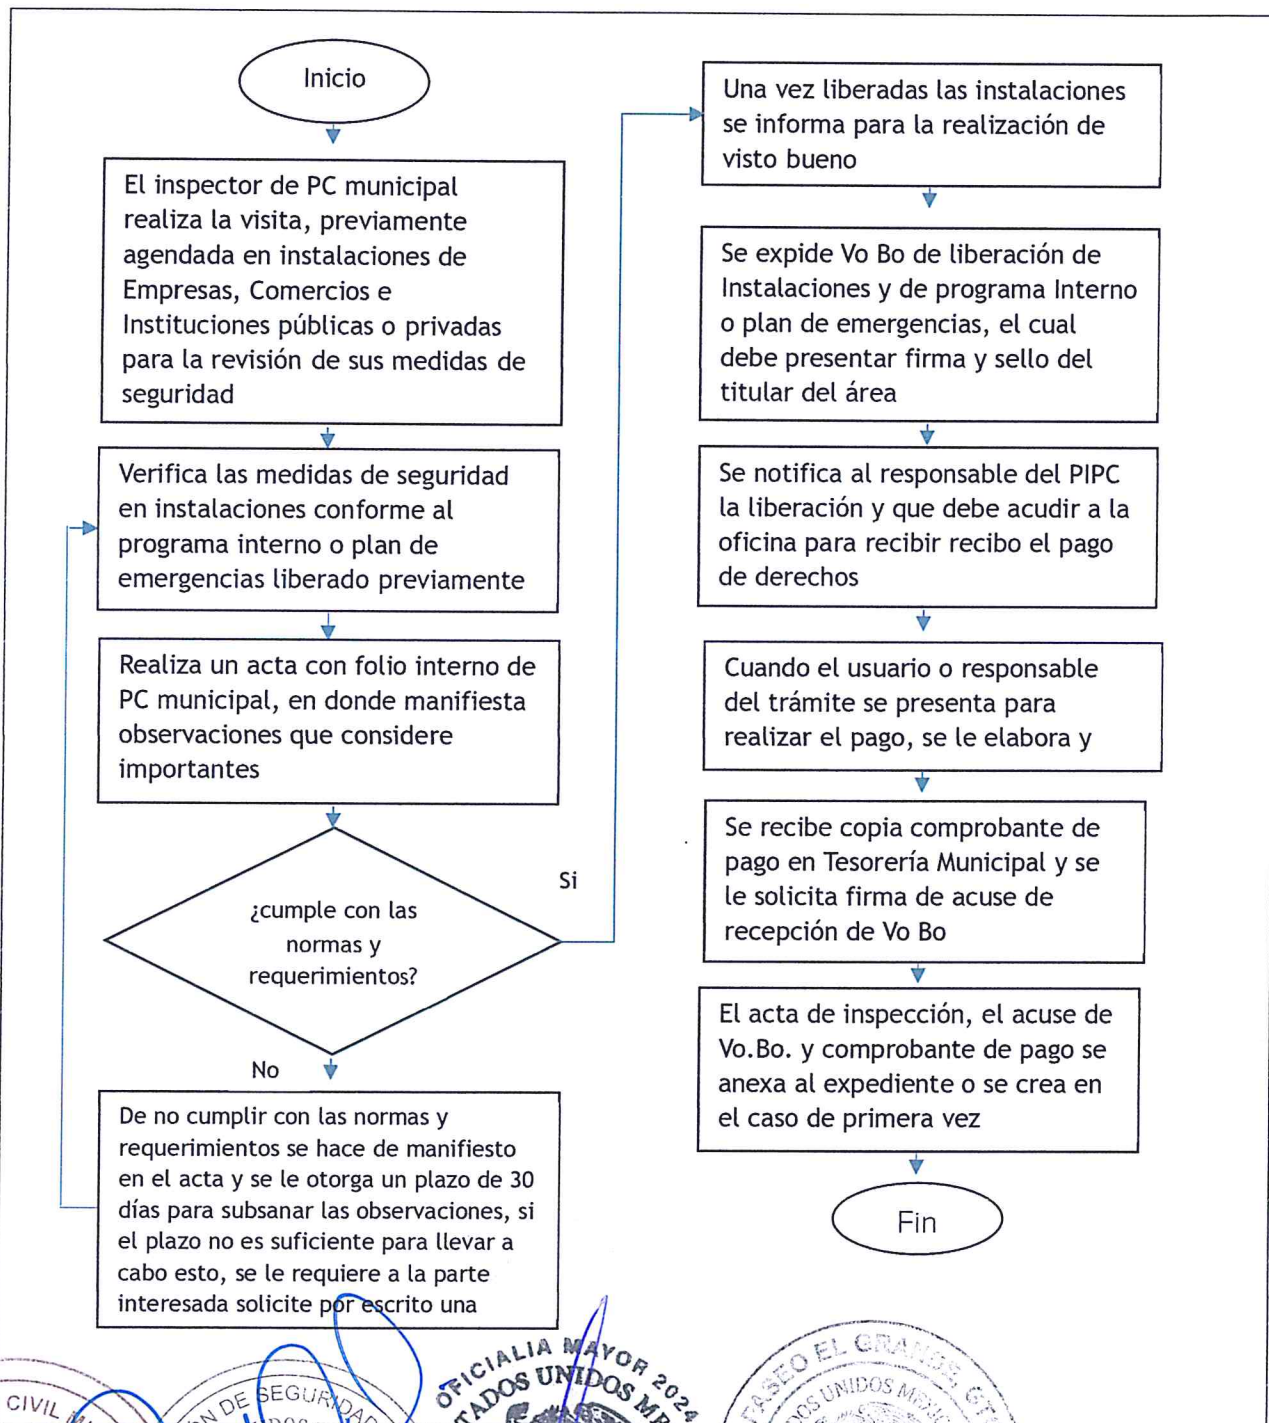 Inicio
El inspector de PC municipal
realiza la visita, previamente
agendada en instalaciones de
Empresas, Comercios e
Instituciones públicas o privadas
para la revisión de sus medidas de
seguridad
Verifica las medidas de seguridad
en instalaciones conforme al
programa interno o plan de
emergencias liberado previamente
Realiza un acta con folio interno de
PC municipal, en donde manifiesta
observaciones que considere
importantes
¿cumple con las
normas y
requerimientos?
Si
No
De no cumplir con las normas y
requerimientos se hace de manifiesto
en el acta y se le otorga un plazo de 30
días para subsanar las observaciones, si
el plazo no es suficiente para llevar a
cabo esto, se le requiere a la parte
interesada solicite por escrito una
Una vez liberadas las instalaciones
se informa para la realización de
visto bueno
Se expide Vo Bo de liberación de
Instalaciones y de programa Interno
o plan de emergencias, el cual
debe presentar firma y sello del
titular del área
Se notifica al responsable del PIPC
la liberación y que debe acudir a la
oficina para recibir recibo el pago
de derechos
Cuando el usuario o responsable
del trámite se presenta para
realizar el pago, se le elabora y
Se recibe copia comprobante de
pago en Tesorería Municipal y se
le solicita firma de acuse de
recepción de Vo Bo
El acta de inspección, el acuse de
Vo.Bo. y comprobante de pago se
anexa al expediente o se crea en
el caso de primera vez
Fin
CIVIL
DE SEGURIDAD
OFICIALIA MAYOR 2024
UNIDOS
EL GRANDE, GTO
UNIDOS